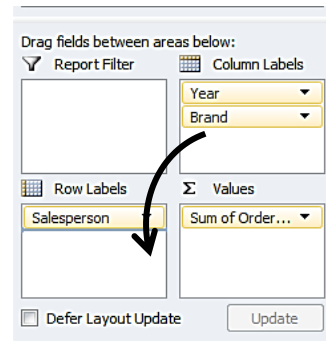 Drag fields between areas below:
Report Filter
Column Labels
Year
Brand
Row Labels
Σ Values
Salesperson
Sum of Order...
Defer Layout Update
Update